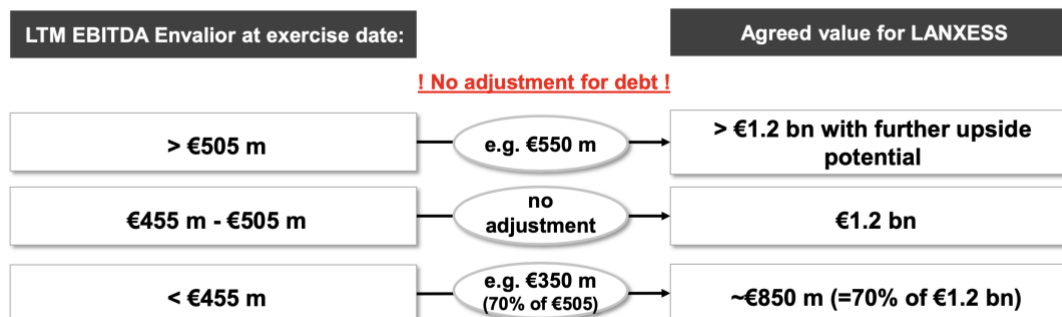 LTM EBITDA Envalior at exercise date:
Agreed value for LANXESS
! No adjustment for debt !
> €505 m
e.g. €550 m
> €1.2 bn with further upside
potential
€455 m - €505 m
no
adjustment
€1.2 bn
< €455 m
e.g. €350 m
(70% of €505)
~€850 m (=70% of €1.2 bn)